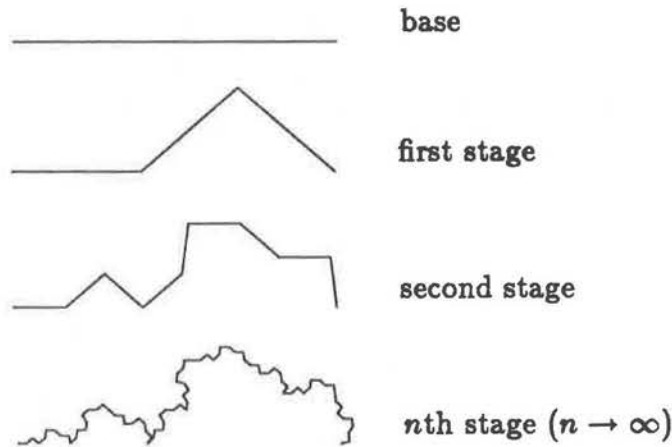 base
first stage
second stage
nth stage (n → ∞)